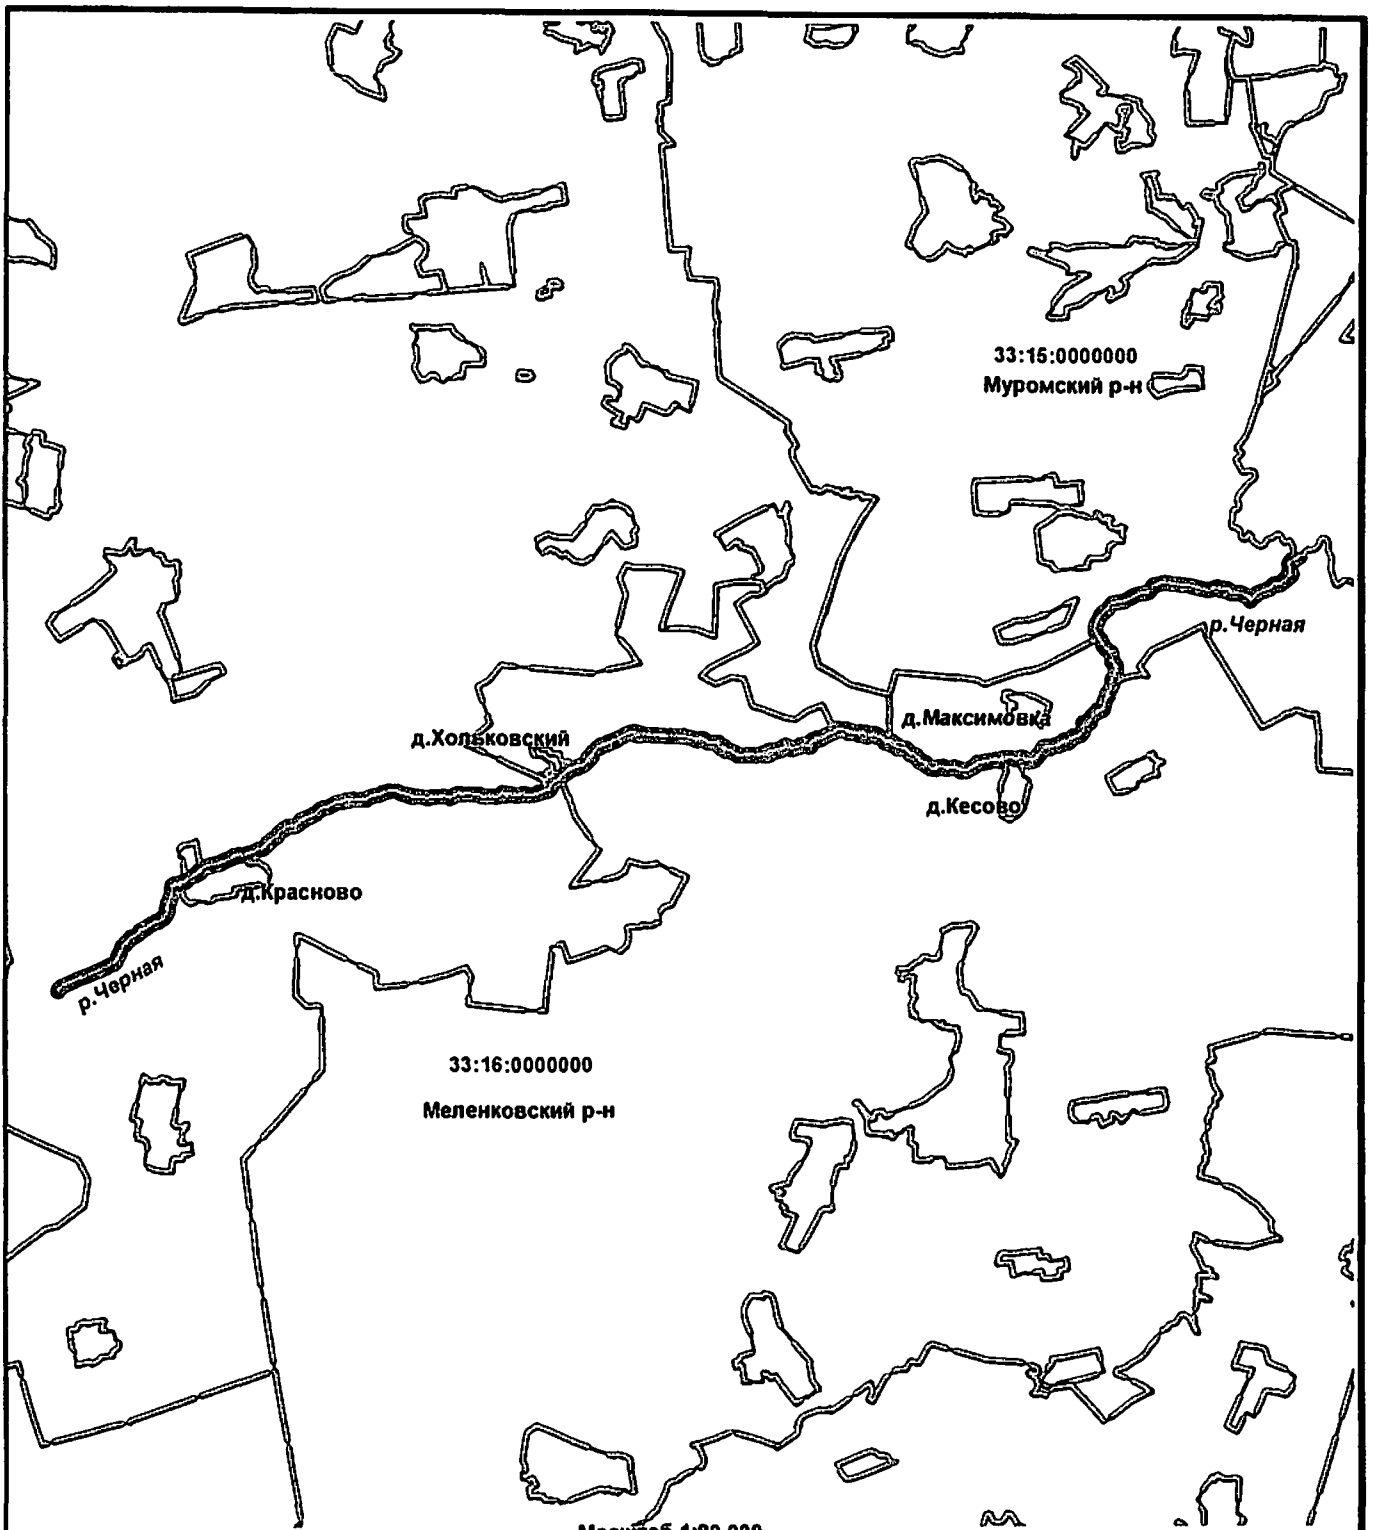 33:15:0000000
Муромский р-н
р.Черная
д.Максимовка
д.Хольковский
д.Кесово
д.Красново
р.Черная
33:16:0000000
Меленковский р-н